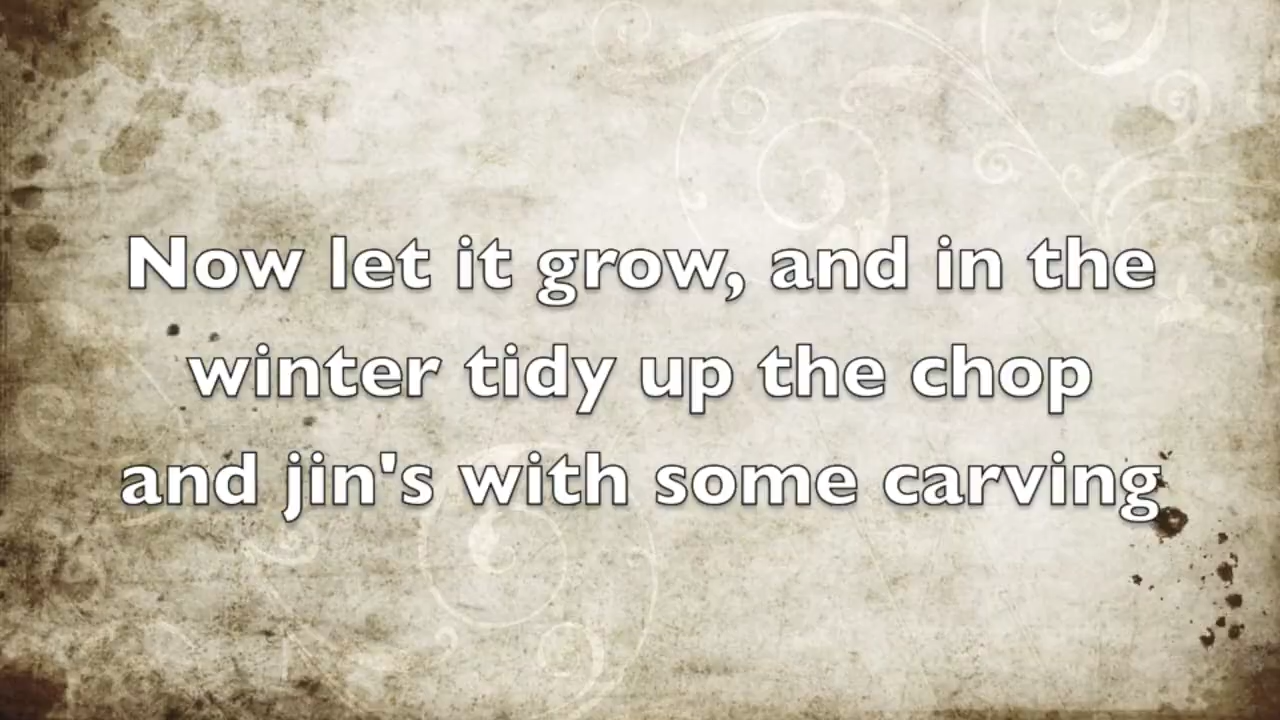 Now let it grow, and in the
winter tidy up the chop
and jin's with some carving